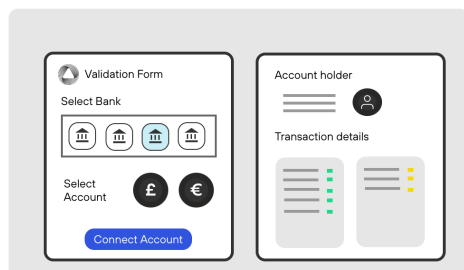 Validation Form
Select Bank
Select
Account
£
€
Connect Account
Account holder
Transaction details